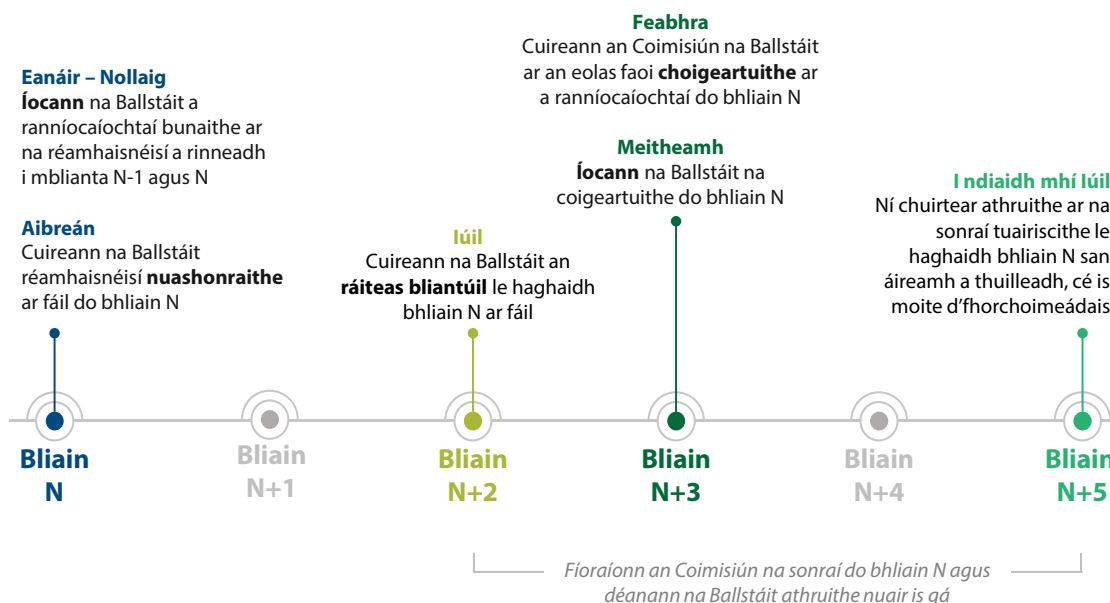 Eanáir – Nollaig
Íocann na Ballstáit a
ranníocaíochtaí bunaithe ar
na réamhaisnéisí a rinneadh
i mblianta N-1 agus N
Aibreán
Cuireann na Ballstáit
réamhaisnéisí nuashonraithe
ar fáil do bhliain N
Iúil
Cuireann na Ballstáit an
ráiteas bliantúil le haghaidh
bhliain N ar fáil
Feabhra
Cuireann an Coimisiún na Ballstáit
ar an eolas faoi choigeartuithe ar
a ranníocaíochtaí do bhliain N
Meitheamh
Íocann na Ballstáit na
coigeartuithe do bhliain N
I ndiaidh mhí Iúil
Ní chuirtear athruithe ar na
sonraí tuairiscithe le
haghaidh bhliain N san
áireamh a thuilleadh, cé is
moite d'fhorchoimeádais
Bliain
N
Bliain
N+1
Bliain
N+2
Bliain
N+3
Bliain
N+4
Bliain
N+5
Fíoraíonn an Coimisiún na sonraí do bhliain N agus
déanann na Ballstáit athruithe nuair is gá